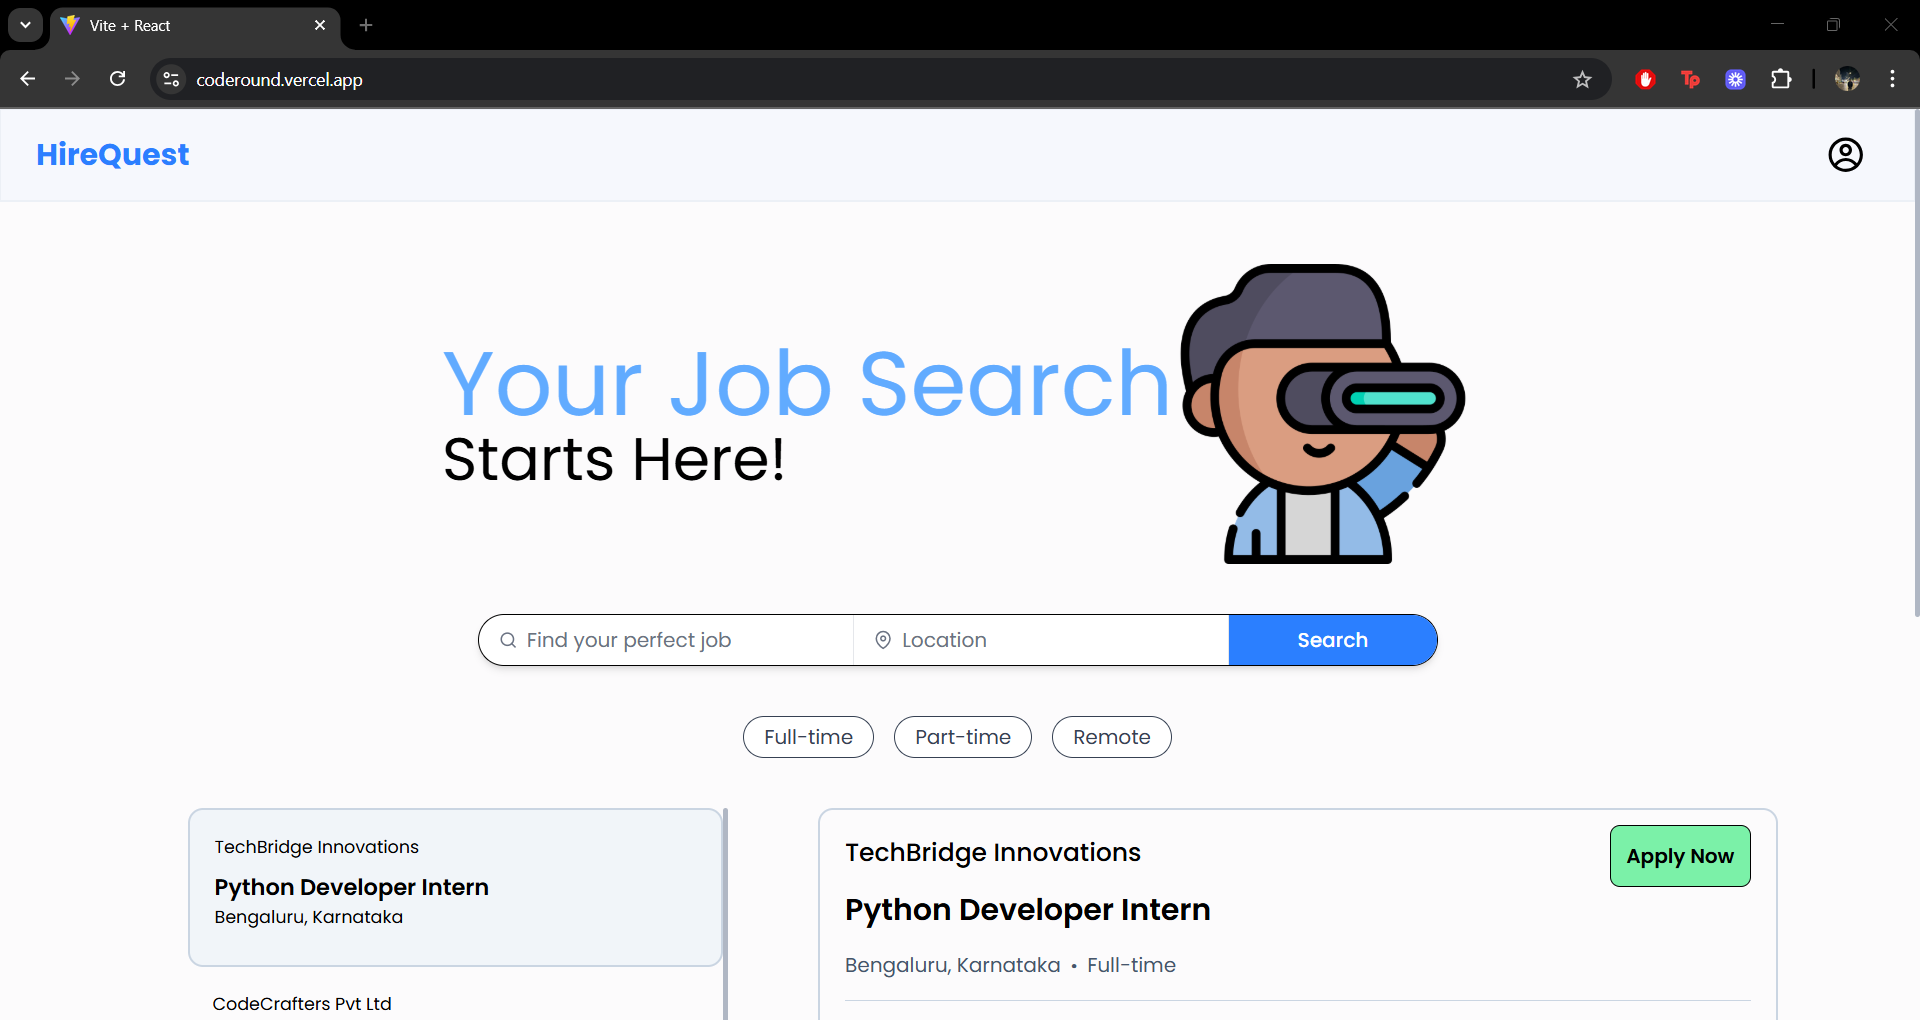 Vite + React
coderound.vercel.app
Tp
HireQuest
Your Job Search
Starts Here!
Find your perfect job
Location
Search
Full-time
Part-time
Remote
TechBridge Innovations
Python Developer Intern
Bengaluru, Karnataka
CodeCrafters Pvt Ltd
TechBridge Innovations
Apply Now
Python Developer Intern
Bengaluru, Karnataka • Full-time